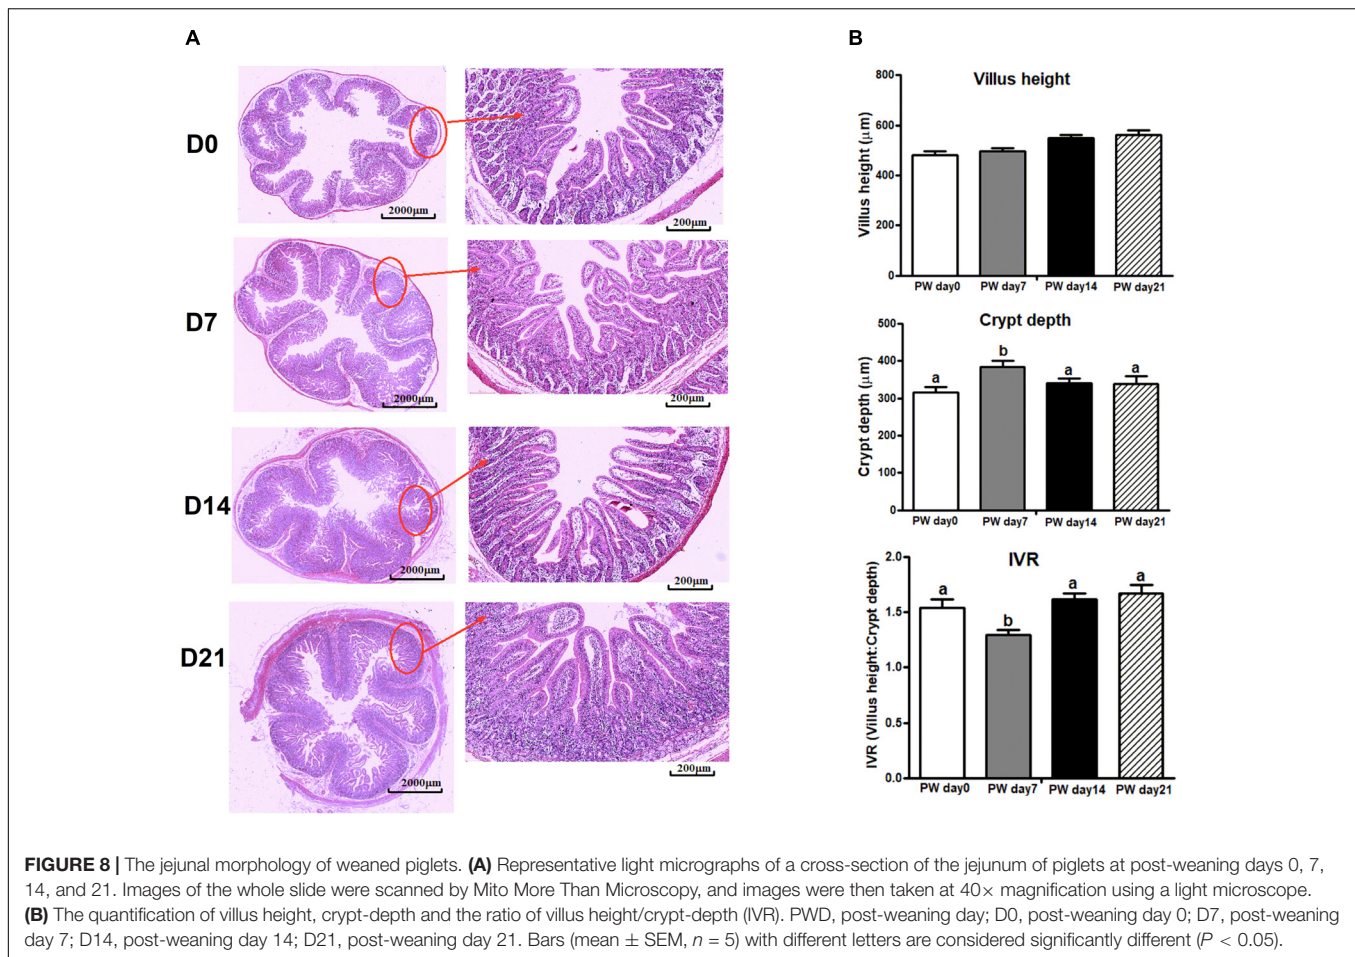 A
B
D0
2000μm
200μm
D7
2000μm
200μm
D14
2000μm
200μm
D21
2000μm
200μm
Villus height
Villus height (μm)
800
600
400
200
0
PW day0 PW day7 PW day14 PW day21
Crypt depth
Crypt depth (μm)
500
400
300
200
100
0
a b a a
PW day0 PW day7 PW day14 PW day21
IVR
IVR (Villus height:Crypt depth)
2.0
1.5
1.0
0.5
0.0
a b a a
PW day0 PW day7 PW day14 PW day21
FIGURE 8 | The jejunal morphology of weaned piglets. (A) Representative light micrographs of a cross-section of the jejunum of piglets at post-weaning days 0, 7,
14, and 21. Images of the whole slide were scanned by Mito More Than Microscopy, and images were then taken at 40× magnification using a light microscope.
(B) The quantification of villus height, crypt-depth and the ratio of villus height/crypt-depth (IVR). PWD, post-weaning day; D0, post-weaning day 0; D7, post-weaning
day 7; D14, post-weaning day 14; D21, post-weaning day 21. Bars (mean ± SEM, n = 5) with different letters are considered significantly different (P < 0.05).